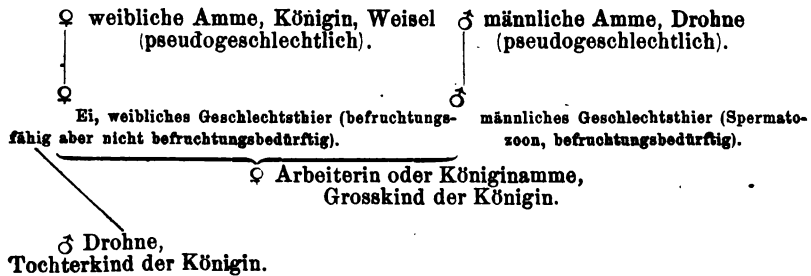 ♀ weibliche Amme, Königin, Weisel ♂ männliche Amme, Drohne
(pseudogeschlechtlich). (pseudogeschlechtlich).
♀ ♂
Ei, weibliches Geschlechtsthier (befruchtungs- männliches Geschlechtsthier (Spermato-
fähig aber nicht befruchtungsbedürftig). zoon, befruchtungsbedürftig).
♀ Arbeiterin oder Königinamme,
Grosskind der Königin.
♂ Drohne,
Tochterkind der Königin.